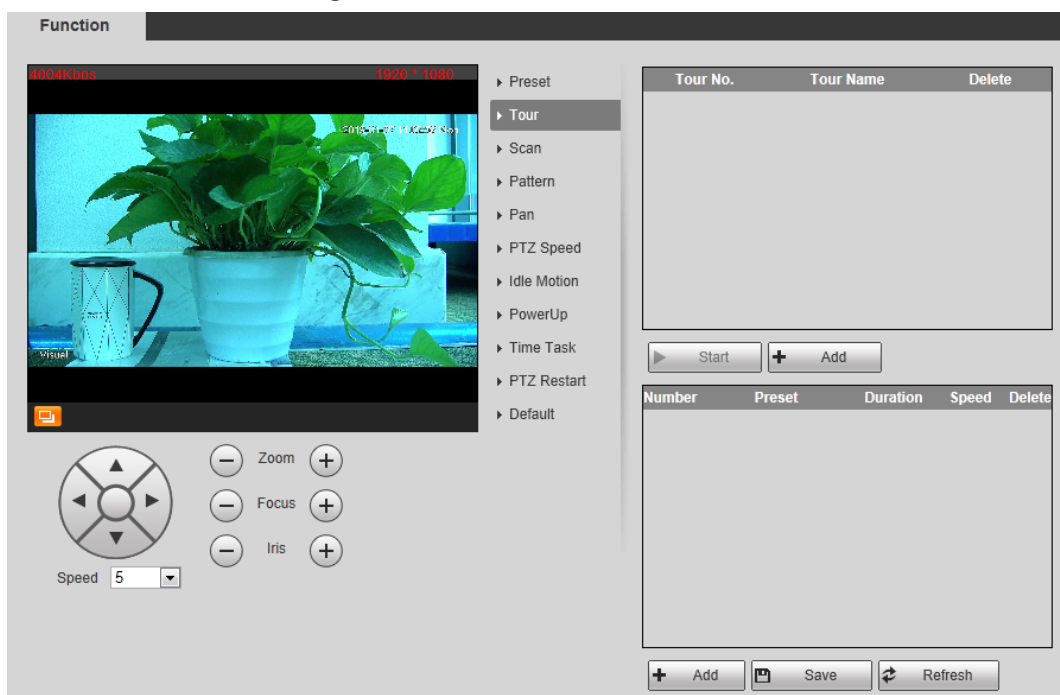 Function
4004Kbps
1920 * 1080
Visuel
Preset
Tour
Scan
Pattern
Pan
PTZ Speed
Idle Motion
PowerUp
Time Task
PTZ Restart
Default
Zoom
Focus
Iris
Speed 5
Tour No. Tour Name Delete
Start Add
Number Preset Duration Speed Delete
Add Save Refresh